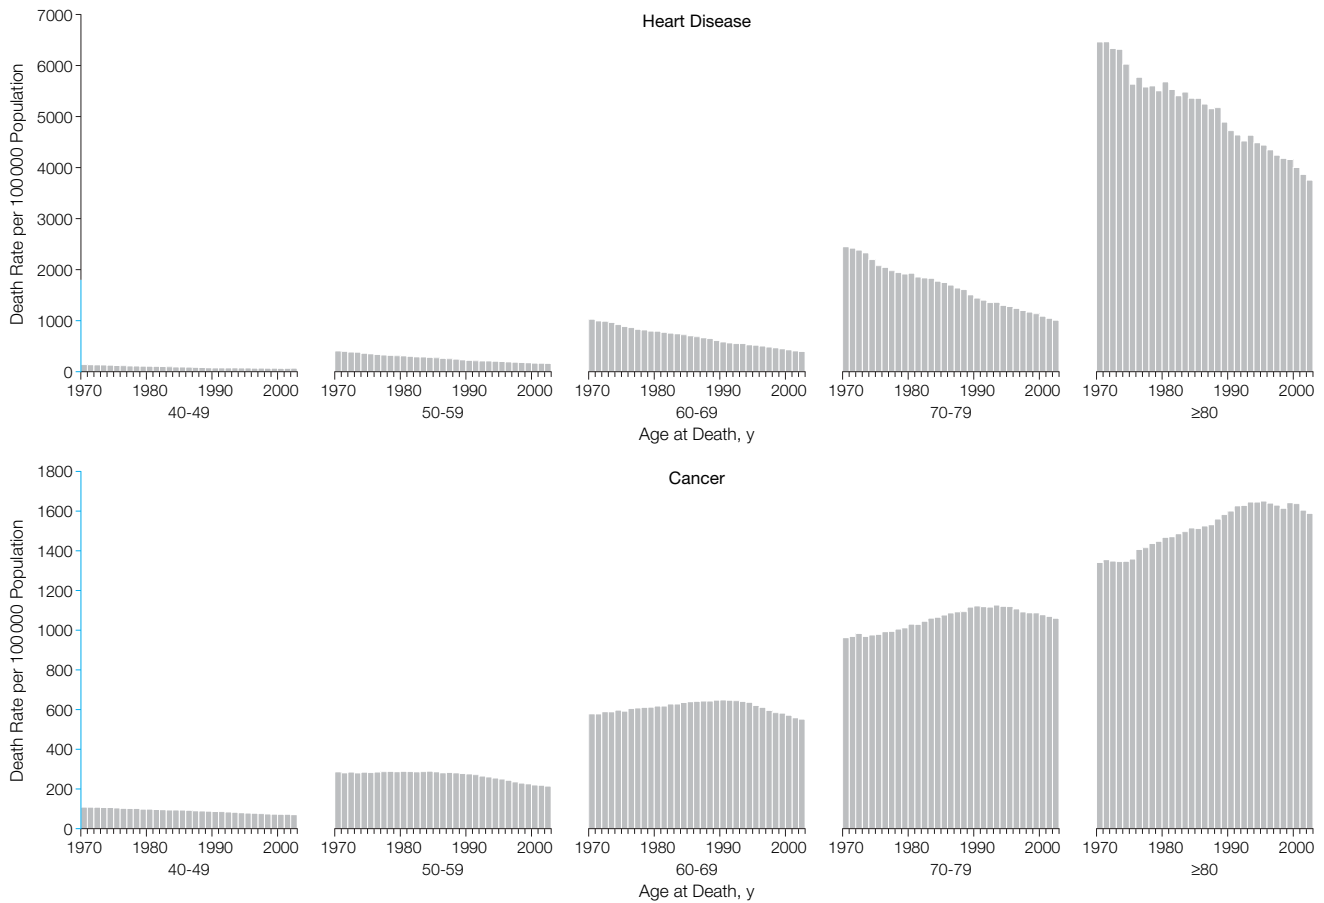 Heart Disease
Death Rate per 100 000 Population
7000
6000
5000
4000
3000
2000
1000
0
1970 1980 1990 2000 1970 1980 1990 2000 1970 1980 1990 2000 1970 1980 1990 2000 1970 1980 1990 2000
40-49 50-59 60-69 70-79 ≥80
Age at Death, y
Cancer
Death Rate per 100 000 Population
1800
1600
1400
1200
1000
800
600
400
200
0
1970 1980 1990 2000 1970 1980 1990 2000 1970 1980 1990 2000 1970 1980 1990 2000 1970 1980 1990 2000
40-49 50-59 60-69 70-79 ≥80
Age at Death, y